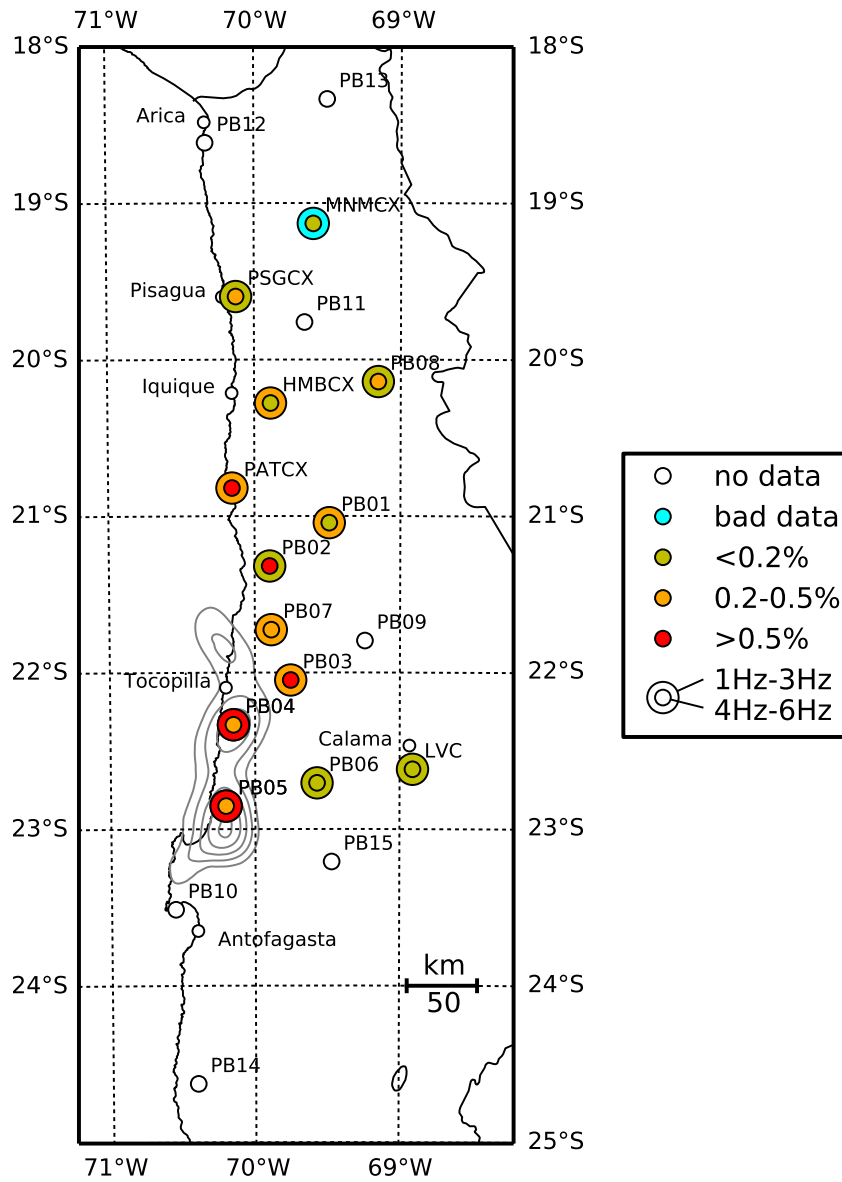 71°W 70°W 69°W
18°S 18°S
PB13
Arica
PB12
19°S MNMCX 19°S
PSGCX
Pisagua
PB11
20°S PB08 20°S
Iquique HMBCX
PATCX
PB01
21°S 21°S
PB02
PB07
PB09
PB03
22°S 22°S
Tocopilla
PB04
Calama
LVC
PB06
PB05
23°S 23°S
PB15
PB10
Antofagasta
km
24°S 24°S
50
PB14
25°S 25°S
71°W 70°W 69°W
no data
bad data
<0.2%
0.2-0.5%
>0.5%
1Hz-3Hz
4Hz-6Hz